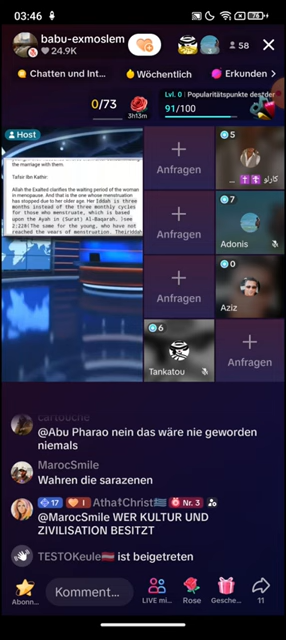 03:46
76
babu-exmoslem
24.9K
58
Chatten und Int...
Wöchentlich
Erkunden
0/73
3h13m
Lvl. 0 | Popularitätspunkte des
91/100
Host
the marriage with them.
Tafsir Ibn Kathir:
Allah the Exalted clarifies the waiting period of the woman
in menopause. And that is the one whose menstruation
has stopped due to her older age. Her Iddah is three
months instead of the three monthly cycles
for those who menstruate, which is based
upon the Ayah in (Surat) Al-Baqarah. )see
2:228(The same for the young, who have not
reached the years of menstruation. Their
Anfragen
5
كارلو
Anfragen
7
Adonis
Anfragen
0
Aziz
6
Tankatou
Anfragen
cartouche
@Abu Pharao nein das wäre nie geworden
niemals
MarocSmile
Wahren die sarazenen
17 I Atha☦Christ🇬🇷 Nr. 3
@MarocSmile WER KULTUR UND
ZIVILISATION BESITZT
TESTOKeule🇦🇹 ist beigetreten
Kommentar...
Abonn...
LIVE mi...
Rose
Gesche...
11